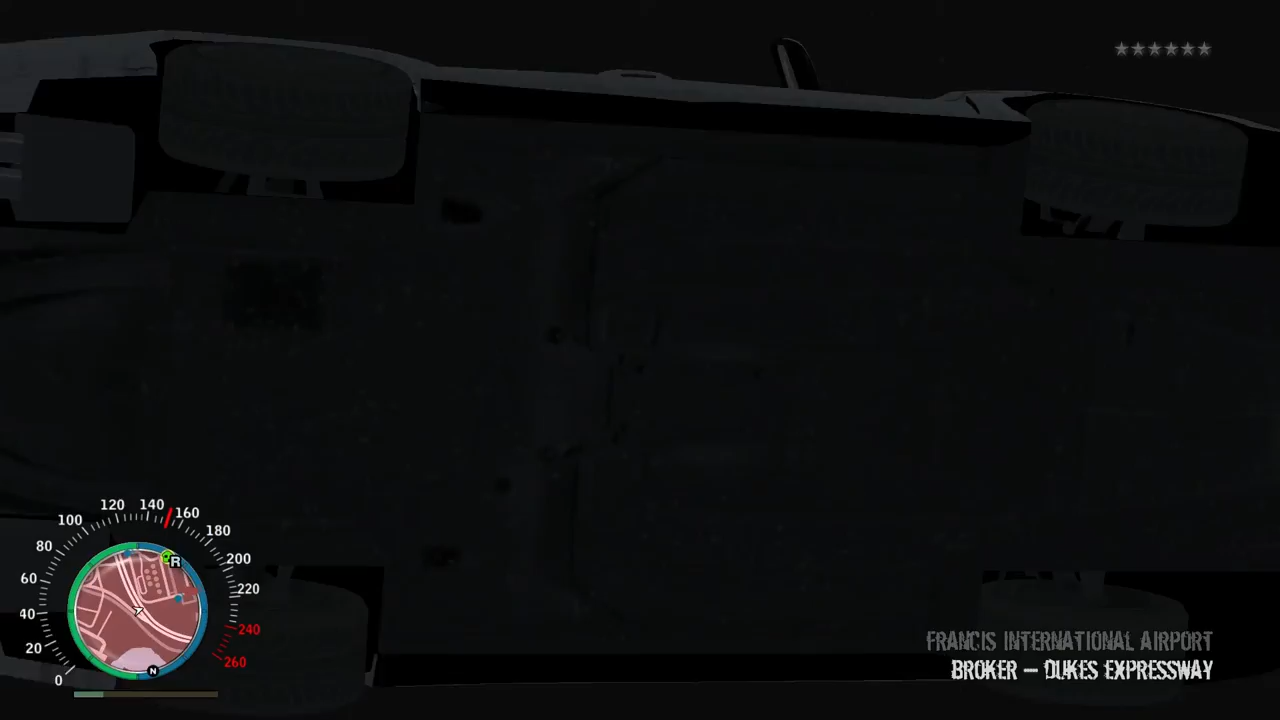 120 140
100 160
80 180
60 200
40 220
20 240
0 260
R
N
FRANCIS INTERNATIONAL AIRPORT
BROKER – DUKES EXPRESSWAY